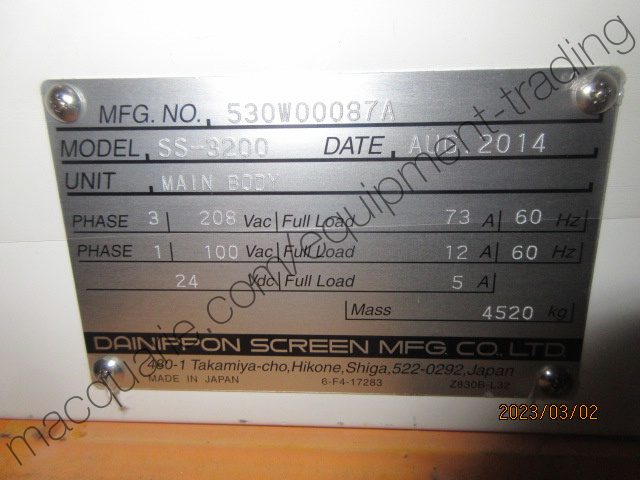 MFG. NO. 530W00087A
MODEL SS-3200 DATE AUG. 2014
UNIT MAIN BODY
PHASE 3 208 Vac Full Load 73 A 60 Hz
PHASE 1 100 Vac Full Load 12 A 60 Hz
24 Vdc Full Load 5 A
Mass 4520 kg
DAINIPPON SCREEN MFG. CO., LTD.
480-1 Takamiya-cho, Hikone, Shiga, 522-0292, Japan
MADE IN JAPAN 6-F4-17283 Z830B-L32
2023/03/02
macqualie.com/equipment-trading